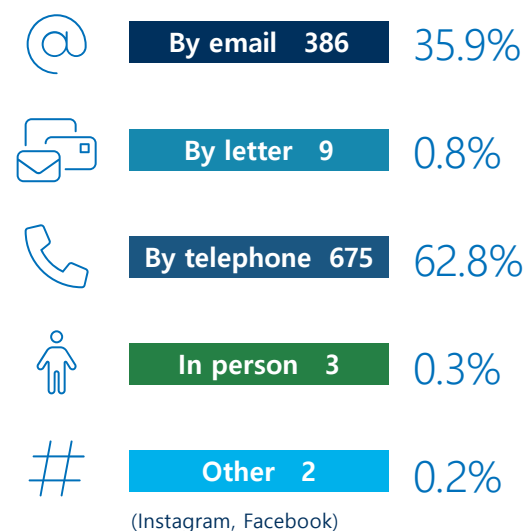 By email 386 35.9%
By letter 9 0.8%
By telephone 675 62.8%
In person 3 0.3%
Other 2 0.2%
(Instagram, Facebook)